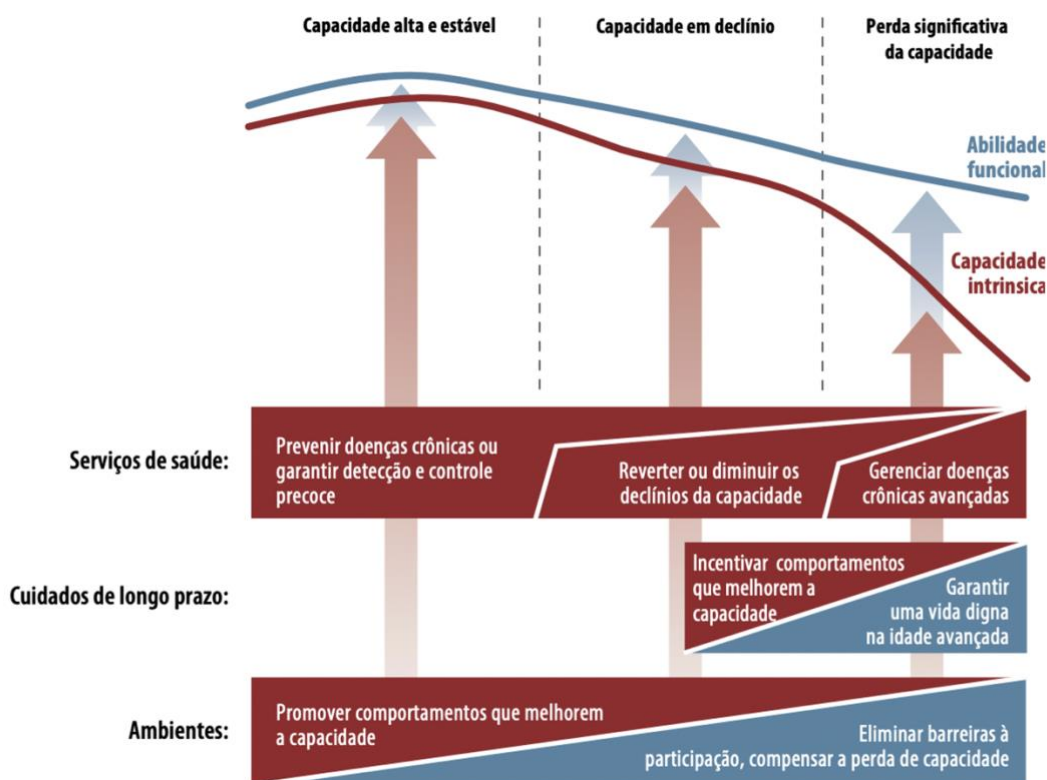 Capacidade alta e estável
Capacidade em declínio
Perda significativa
da capacidade
Abilidade
funcional
Capacidade
intrinsica
Serviços de saúde:
Prevenir doenças crônicas ou
garantir detecção e controle
precoce
Reverter ou diminuir os
declínios da capacidade
Gerenciar doenças
crônicas avançadas
Cuidados de longo prazo:
Incentivar comportamentos
que melhorem a
capacidade
Garantir
uma vida digna
na idade avançada
Ambientes:
Promover comportamentos que melhorem
a capacidade
Eliminar barreiras à
participação, compensar a perda de capacidade